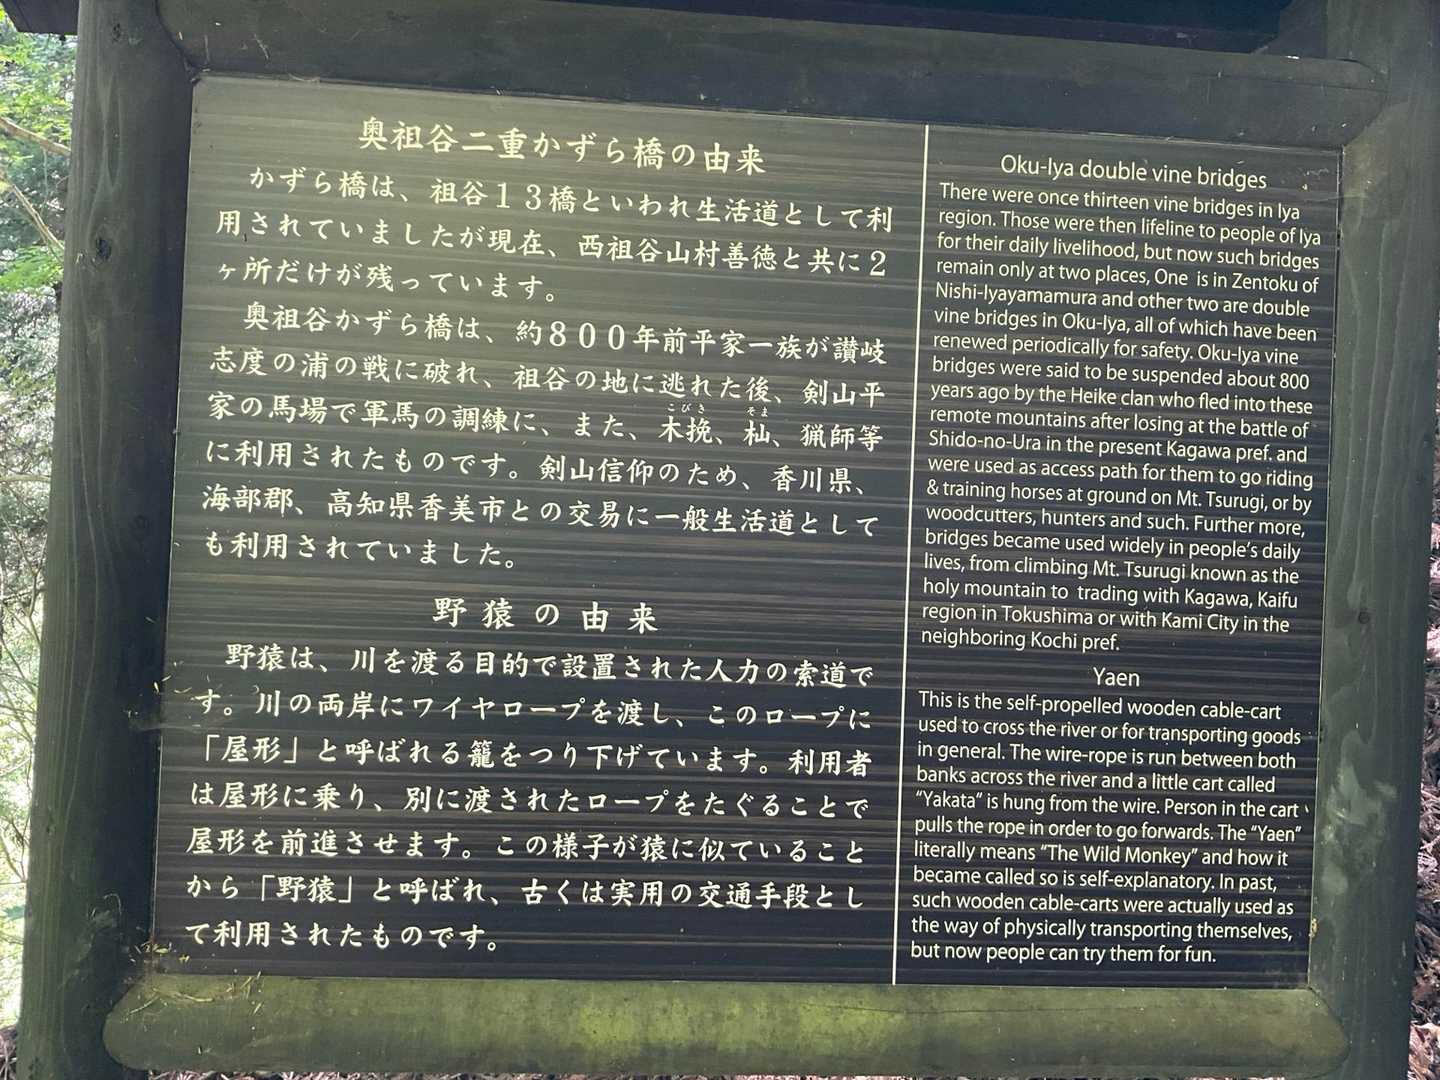 奥祖谷二重かずら橋の由来
かずら橋は、祖谷１３橋といわれ生活道として利
用されていましたが現在、西祖谷山村善徳と共に２
ヶ所だけが残っています。
奥祖谷かずら橋は、約８００年前平家一族が讃岐
志度の浦の戦に破れ、祖谷の地に逃れた後、剣山平
こびき そま
家の馬場で軍馬の調練に、また、木挽、杣、猟師等
に利用されたものです。剣山信仰のため、香川県、
海部郡、高知県香美市との交易に一般生活道として
も利用されていました。
野猿の由来
野猿は、川を渡る目的で設置された人力の索道で
す。川の両岸にワイヤロープを渡し、このロープに
「屋形」と呼ばれる籠をつり下げています。利用者
は屋形に乗り、別に渡されたロープをたぐることで
屋形を前進させます。この様子が猿に似ていること
から「野猿」と呼ばれ、古くは実用の交通手段とし
て利用されたものです。
Oku-Iya double vine bridges
There were once thirteen vine bridges in Iya
region. Those were then lifeline to people of Iya
for their daily livelihood, but now such bridges
remain only at two places, One is in Zentoku of
Nishi-Iyayamamura and other two are double
vine bridges in Oku-Iya, all of which have been
renewed periodically for safety. Oku-Iya vine
bridges were said to be suspended about 800
years ago by the Heike clan who fled into these
remote mountains after losing at the battle of
Shido-no-Ura in the present Kagawa pref. and
were used as access path for them to go riding
& training horses at ground on Mt. Tsurugi, or by
woodcutters, hunters and such. Further more,
bridges became used widely in people's daily
lives, from climbing Mt. Tsurugi known as the
holy mountain to trading with Kagawa, Kaifu
region in Tokushima or with Kami City in the
neighboring Kochi pref.
Yaen
This is the self-propelled wooden cable-cart
used to cross the river or for transporting goods
in general. The wire-rope is run between both
banks across the river and a little cart called
“Yakata” is hung from the wire. Person in the cart
pulls the rope in order to go forwards. The “Yaen”
literally means “The Wild Monkey” and how it
became called so is self-explanatory. In past,
such wooden cable-carts were actually used as
the way of physically transporting themselves,
but now people can try them for fun.